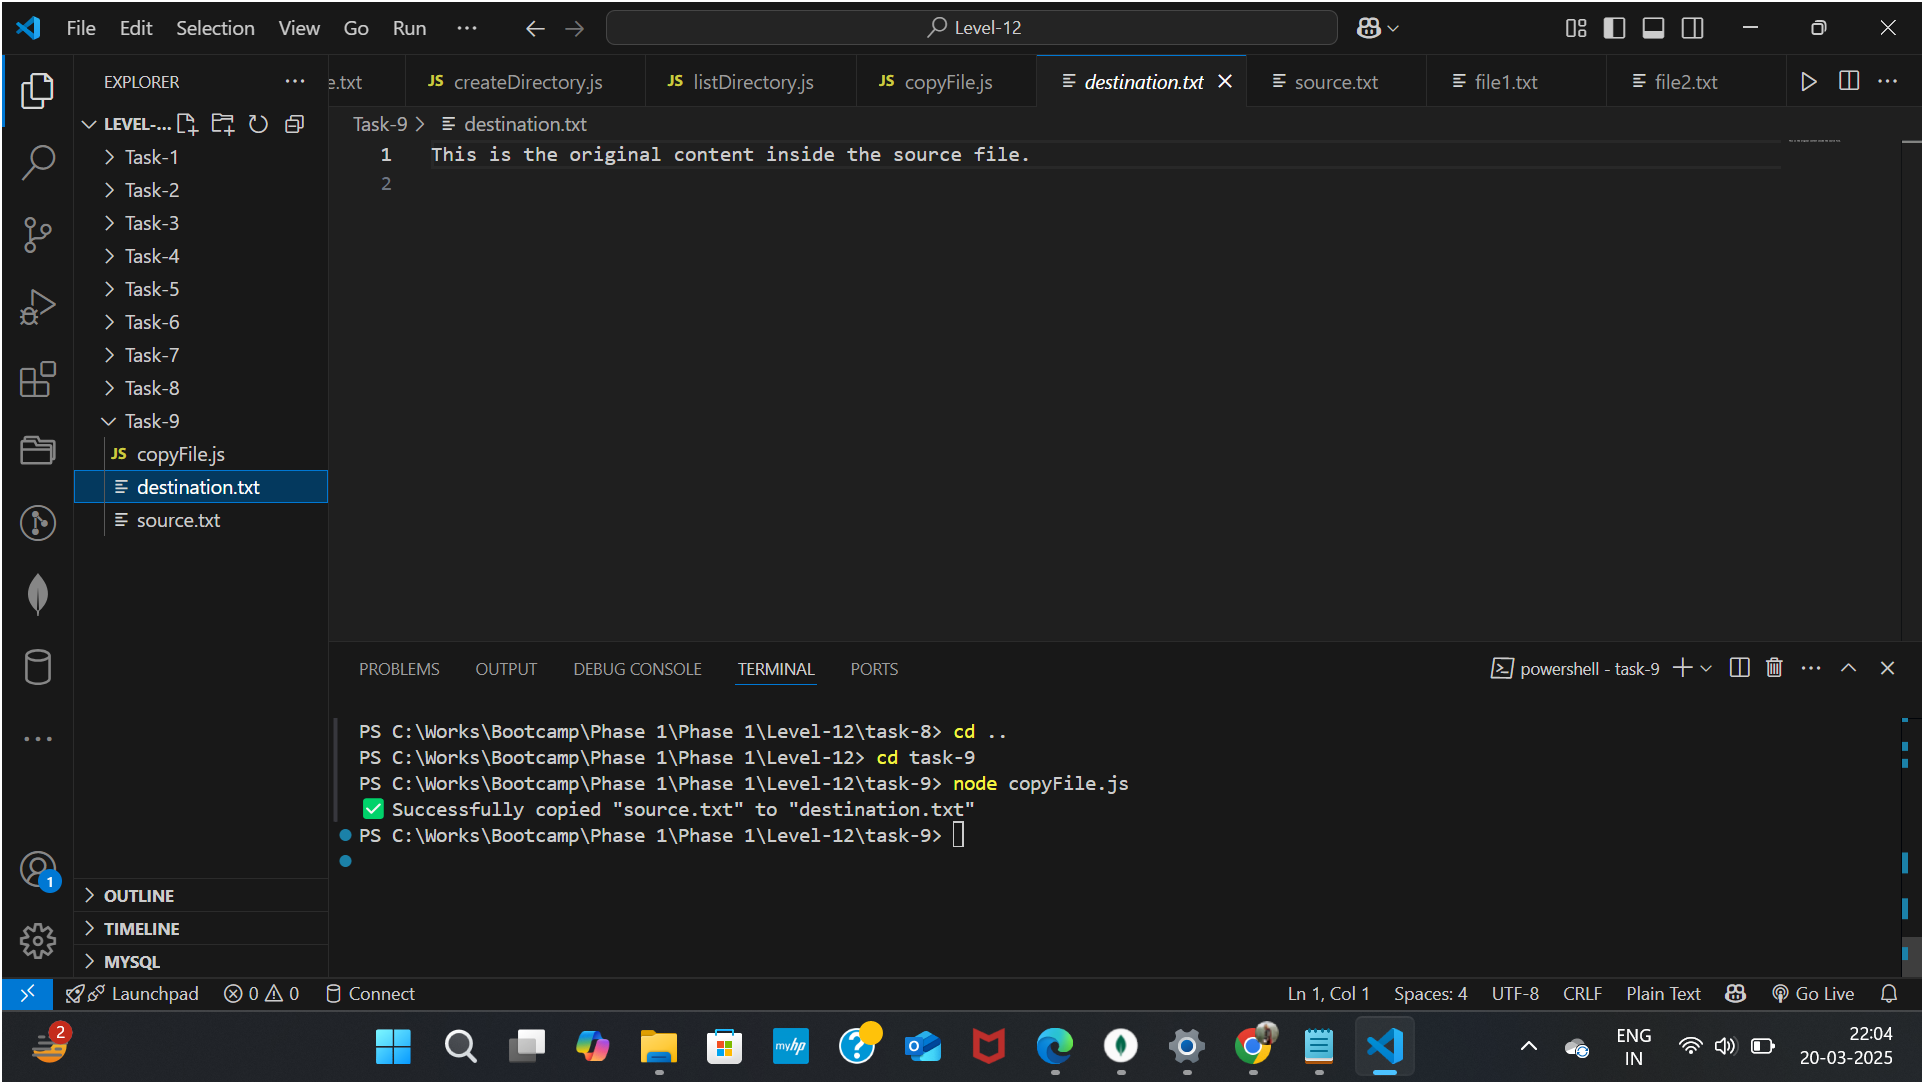 File Edit Selection View Go Run ··· Level-12
EXPLORER ···
e.txt JS createDirectory.js JS listDirectory.js JS copyFile.js destination.txt source.txt file1.txt file2.txt ···
LEVEL-...
Task-9 > destination.txt
1 This is the original content inside the source file.
2
Task-1
Task-2
Task-3
Task-4
Task-5
Task-6
Task-7
Task-8
Task-9
JS copyFile.js
destination.txt
source.txt
OUTLINE
TIMELINE
MYSQL
PROBLEMS OUTPUT DEBUG CONSOLE TERMINAL PORTS powershell - task-9 ···
PS C:\Works\Bootcamp\Phase 1\Phase 1\Level-12\task-8> cd ..
PS C:\Works\Bootcamp\Phase 1\Phase 1\Level-12> cd task-9
PS C:\Works\Bootcamp\Phase 1\Phase 1\Level-12\task-9> node copyFile.js
✅ Successfully copied "source.txt" to "destination.txt"
PS C:\Works\Bootcamp\Phase 1\Phase 1\Level-12\task-9>
1
Launchpad 0 0 Connect Ln 1, Col 1 Spaces: 4 UTF-8 CRLF Plain Text Go Live
2
myhp
ENG
IN
22:04
20-03-2025